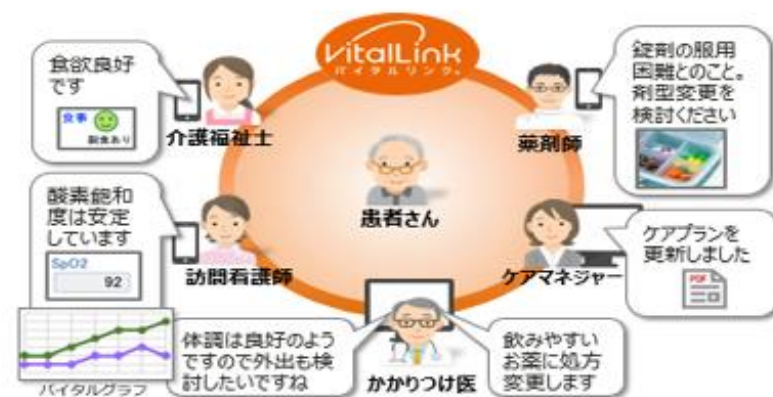 VitalLink
バイタルリンク®
食欲良好
です
食事
副食あり
介護福祉士
錠剤の服用
困難とのこと。
剤型変更を
検討ください
薬剤師
患者さん
酸素飽和
度は安定
しています
SpO2
92
訪問看護師
バイタルグラフ
ケアプランを
更新しました
PDF
ケアマネジャー
体調は良好のよう
ですので外出も検
討したいですね
かかりつけ医
飲みやすい
お薬に処方
変更します